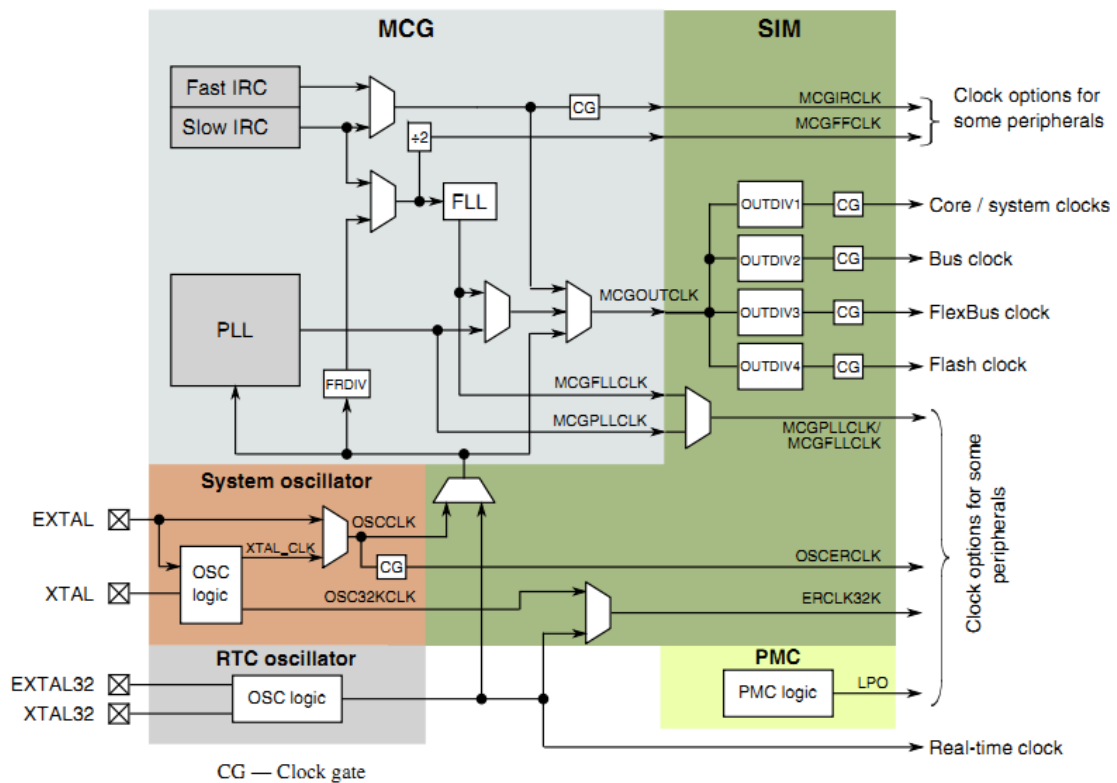 MCG
SIM
Fast IRC
Slow IRC
÷2
CG
MCGIRCLK
MCGFFCLK
Clock options for
some peripherals
FLL
PLL
FRDIV
MCGOUTCLK
OUTDIV1
CG
Core / system clocks
OUTDIV2
CG
Bus clock
OUTDIV3
CG
FlexBus clock
OUTDIV4
CG
Flash clock
MCGFLLCLK
MCGPLLCLK
MCGPLLCLK/
MCGFLLCLK
Clock options for some
peripherals
System oscillator
EXTAL
XTAL
OSC
logic
XTAL_CLK
OSCCLK
CG
OSCERCLK
OSC32KCLK
ERCLK32K
RTC oscillator
EXTAL32
XTAL32
OSC logic
PMC
PMC logic
LPO
Real-time clock
CG — Clock gate